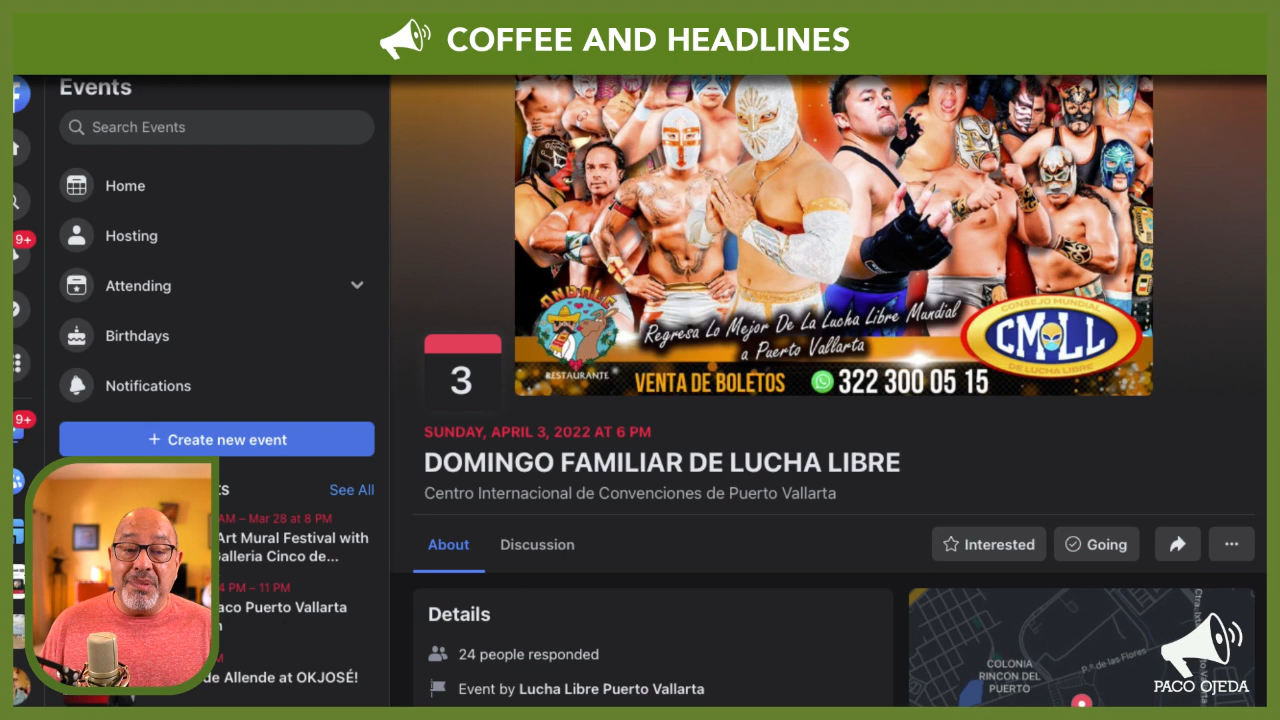 COFFEE AND HEADLINES
Events
Search Events
Home
Hosting
Attending
Birthdays
Notifications
9+
9+
+ Create new event
See All
AM – Mar 28 at 8 PM
Art Mural Festival with
Galleria Cinco de...
4 PM – 11 PM
aco Puerto Vallarta
de Allende at OKJOSÉ!
ANDALE
RESTAURANTE
Regresa Lo Mejor De La Lucha Libre Mundial
a Puerto Vallarta
CONSEJO MUNDIAL
CMLL
DE LUCHA LIBRE
VENTA DE BOLETOS 322 300 05 15
3
SUNDAY, APRIL 3, 2022 AT 6 PM
DOMINGO FAMILIAR DE LUCHA LIBRE
Centro Internacional de Convenciones de Puerto Vallarta
About Discussion
Interested Going ...
Details
24 people responded
Event by Lucha Libre Puerto Vallarta
COLONIA
RINCON DEL
PUERTO
P.º de las Flores
PACO OJEDA